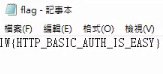 flag - 記事本
檔案(F) 編輯(E) 格式(O) 檢視(V)
IW{HTTP_BASIC_AUTH_IS_EASY}